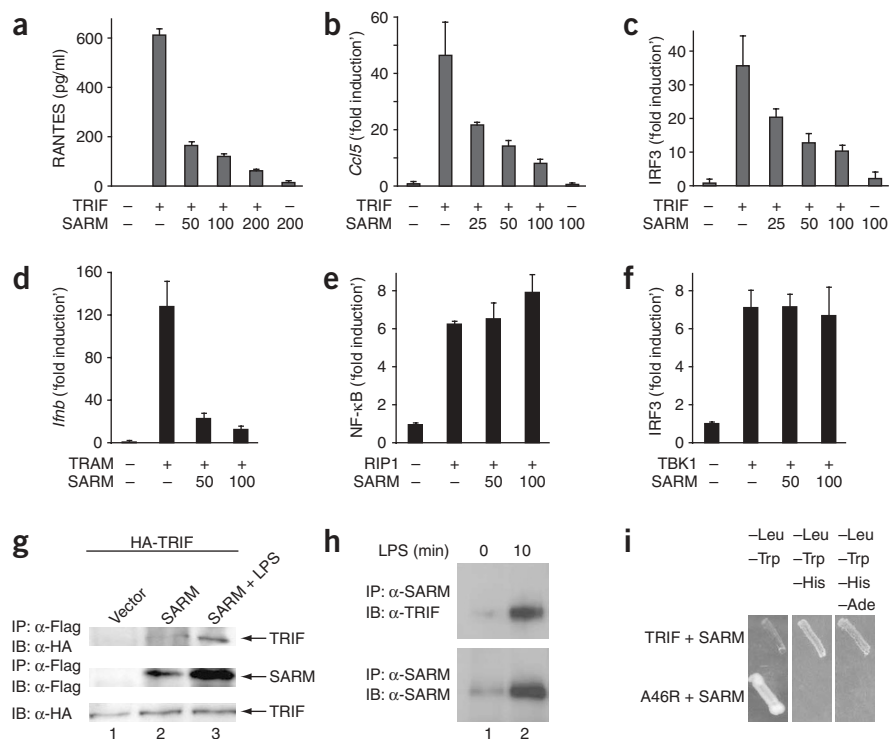 a
RANTES (pg/ml)
600
400
200
0
TRIF – + + + + –
SARM – – 50 100 200 200
b
Ccl5 ('fold induction')
60
40
20
0
TRIF – + + + + –
SARM – – 25 50 100 100
c
IRF3 ('fold induction')
40
30
20
10
0
TRIF – + + + + –
SARM – – 25 50 100 100
d
Ifnb ('fold induction')
160
120
80
40
0
TRAM – + + +
SARM – – 50 100
e
NF-κB ('fold induction')
8
6
4
2
0
RIP1 – + + +
SARM – – 50 100
f
IRF3 ('fold induction')
8
6
4
2
0
TBK1 – + + +
SARM – – 50 100
g
HA-TRIF
Vector
SARM
SARM + LPS
IP: α-Flag
IB: α-HA
TRIF
IP: α-Flag
IB: α-Flag
SARM
IB: α-HA
TRIF
1 2 3
h
LPS (min) 0 10
IP: α-SARM
IB: α-TRIF
IP: α-SARM
IB: α-SARM
1 2
i
–Leu –Leu –Leu
–Trp –Trp –Trp
–His –His
–Ade
TRIF + SARM
A46R + SARM